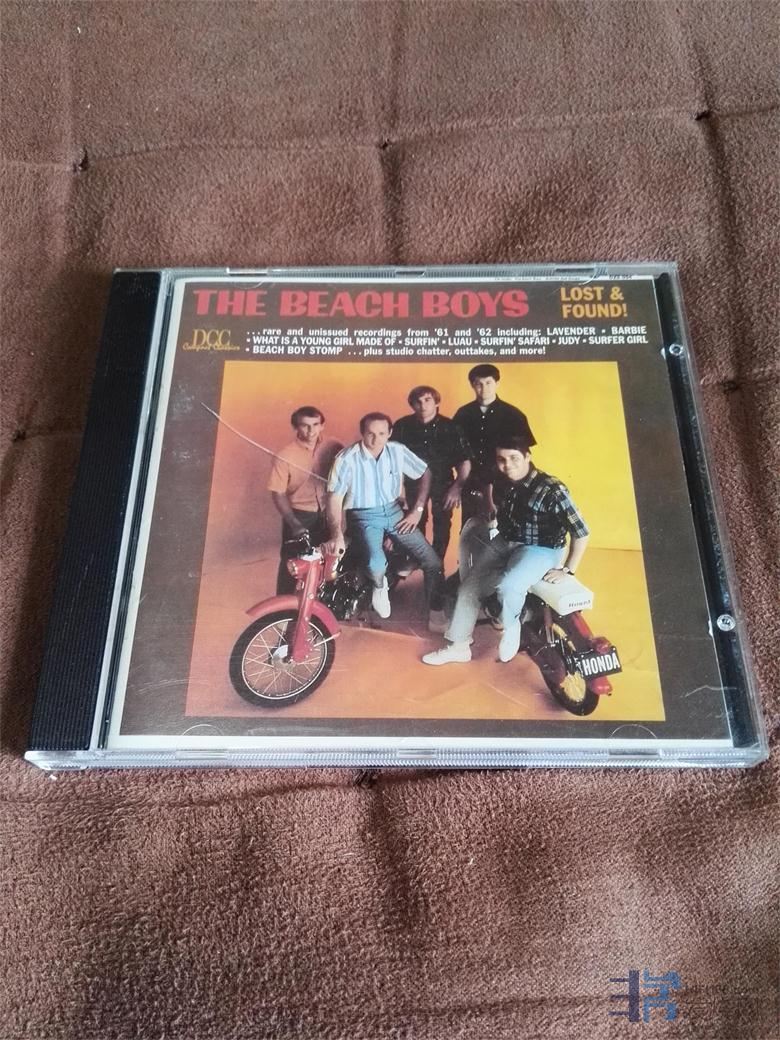 THE BEACH BOYS
LOST &
FOUND!
DCC
Compact Classics
...rare and unissued recordings from '61 and '62 including: LAVENDER • BARBIE
• WHAT IS A YOUNG GIRL MADE OF • SURFIN' • LUAU • SURFIN' SAFARI • JUDY • SURFER GIRL
• BEACH BOY STOMP ...plus studio chatter, outtakes, and more!
HONDA
HONDA